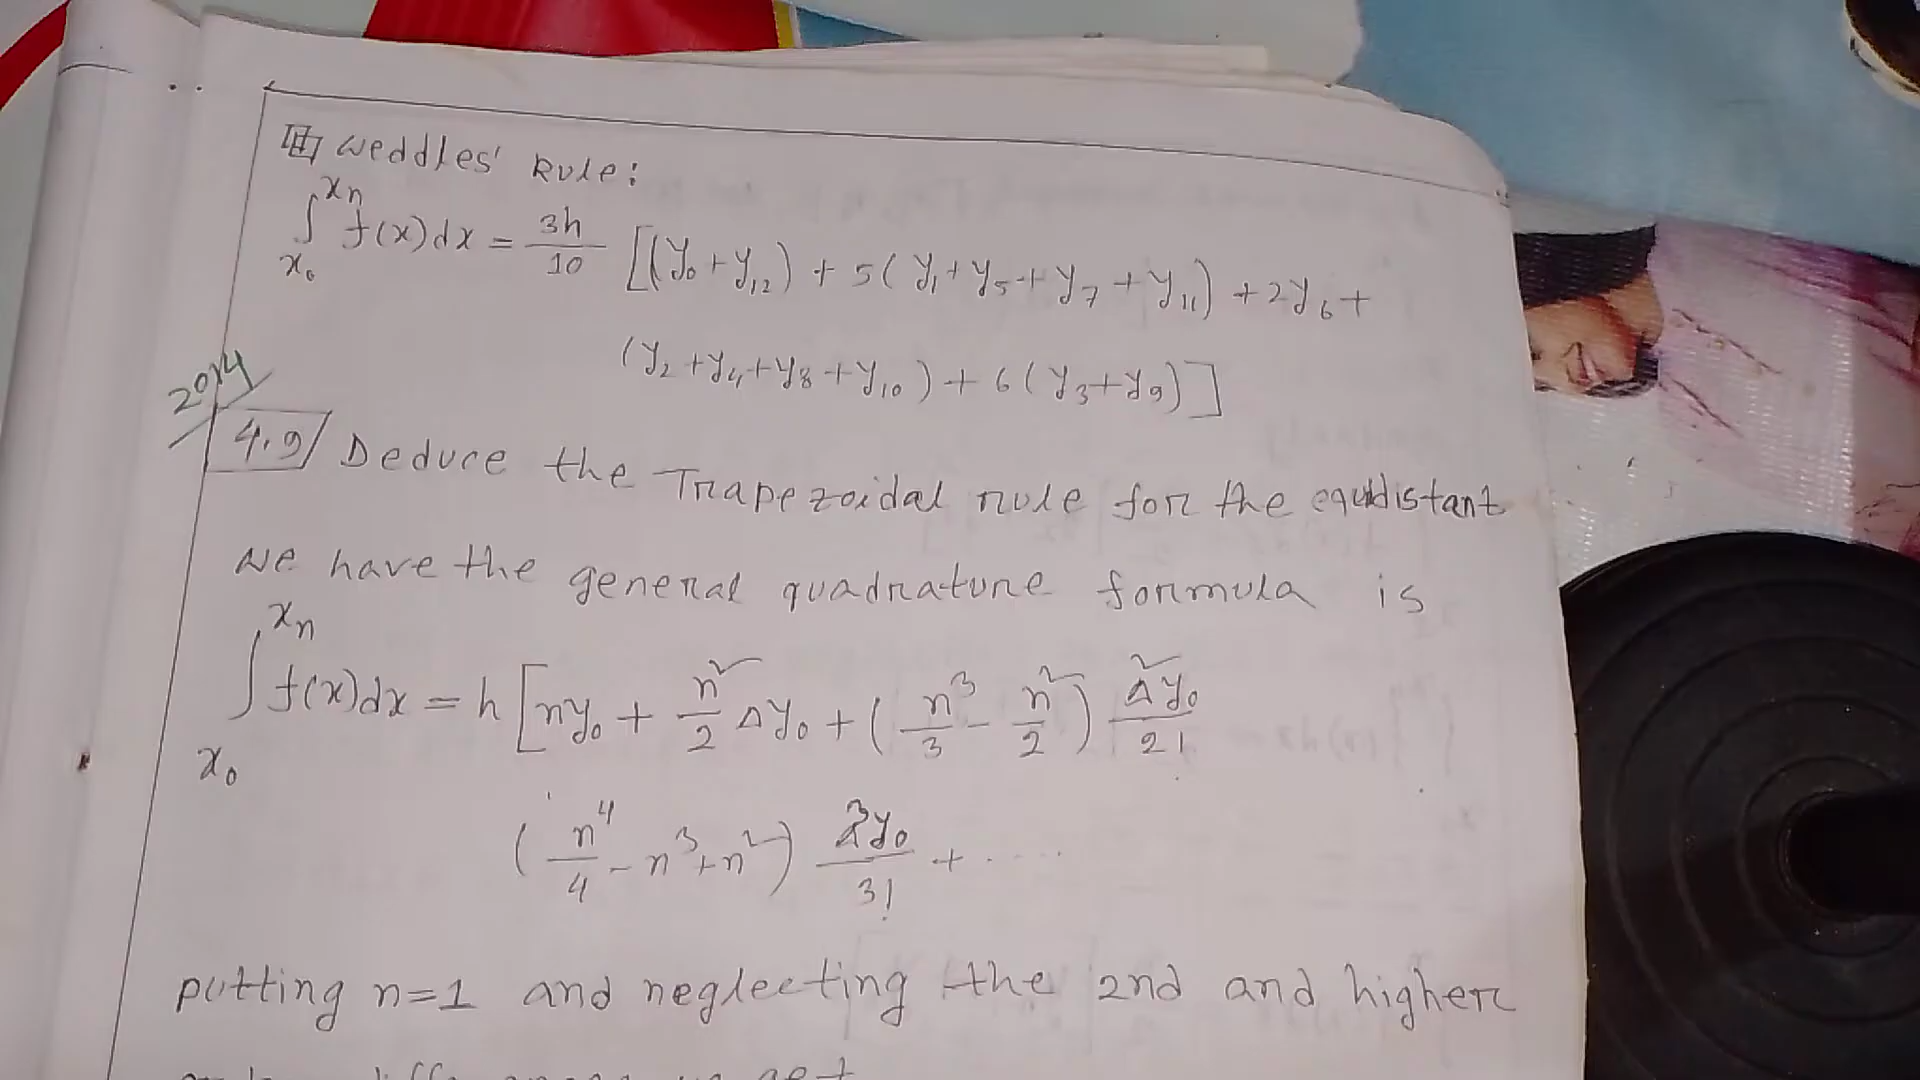 Weddles' Rule:
∫_{x₀}^{xₙ} f(x)dx = 3h/10 [(y₀+y₁₂) + 5(y₁+y₅+y₇+y₁₁) + 2y₆ +
(y₂+y₄+y₈+y₁₀) + 6(y₃+y₉)]
2014
4.9 Deduce the Trapezoidal rule for the equidistant
We have the general quadrature formula is
∫_{x₀}^{xₙ} f(x)dx = h[ny₀ + n²/2 Δy₀ + (n³/3 - n²/2) Δ²y₀/2!
(n⁴/4 - n³ + n²) Δ³y₀/3! + ....
putting n=1 and neglecting the 2nd and higher
get